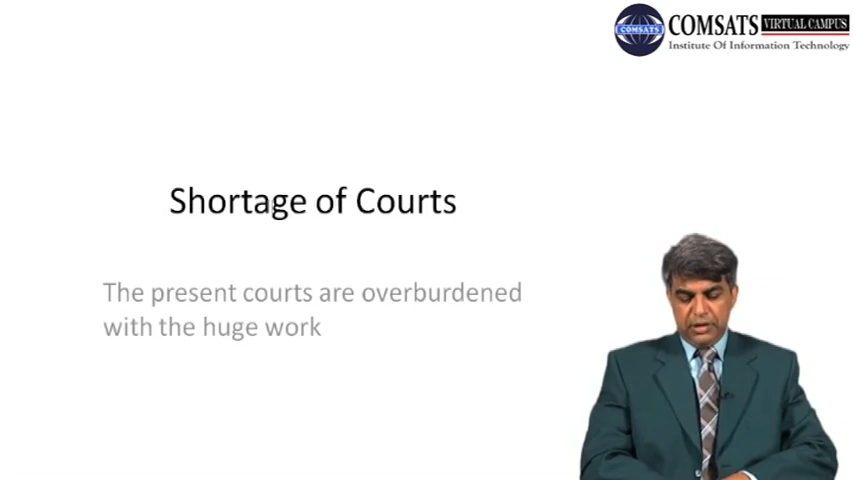 COMSATS VIRTUAL CAMPUS
COMSATS
Institute Of Information Technology
Shortage of Courts
The present courts are overburdened
with the huge work